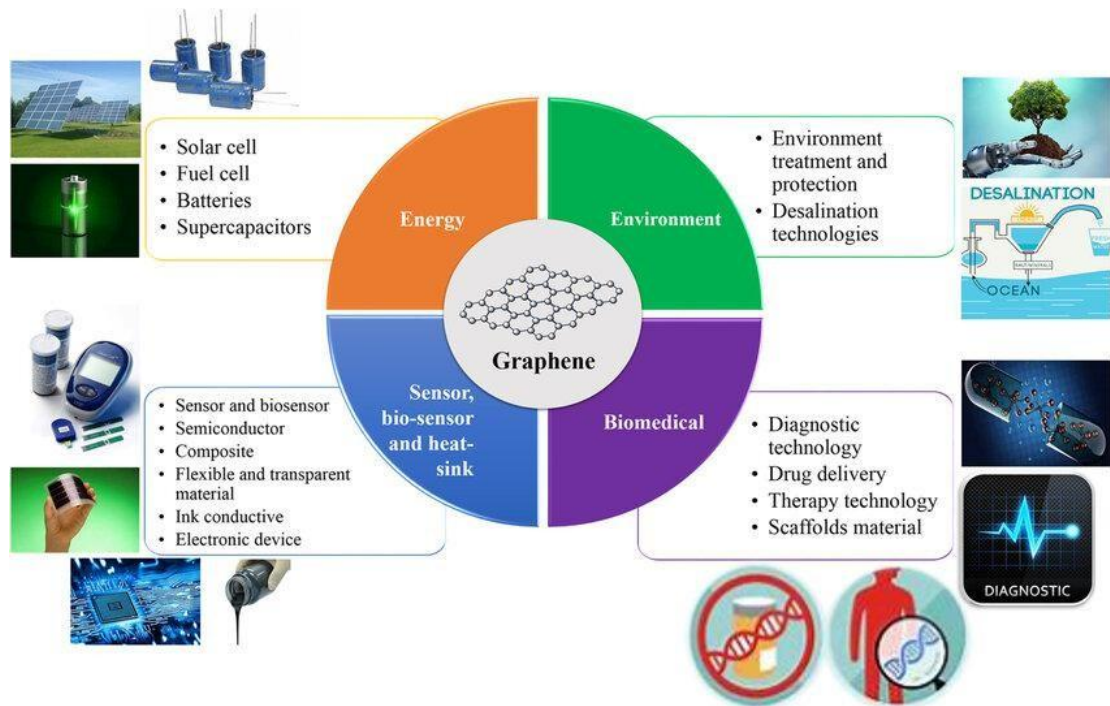 • Solar cell
• Fuel cell
• Batteries
• Supercapacitors
Energy
Environment
• Environment
treatment and
protection
• Desalination
technologies
DESALINATION
FRESH
WATER
OCEAN
Graphene
Sensor,
bio-sensor
and heat-
sink
• Sensor and biosensor
• Semiconductor
• Composite
• Flexible and transparent
material
• Ink conductive
• Electronic device
Biomedical
• Diagnostic
technology
• Drug delivery
• Therapy technology
• Scaffolds material
DIAGNOSTIC